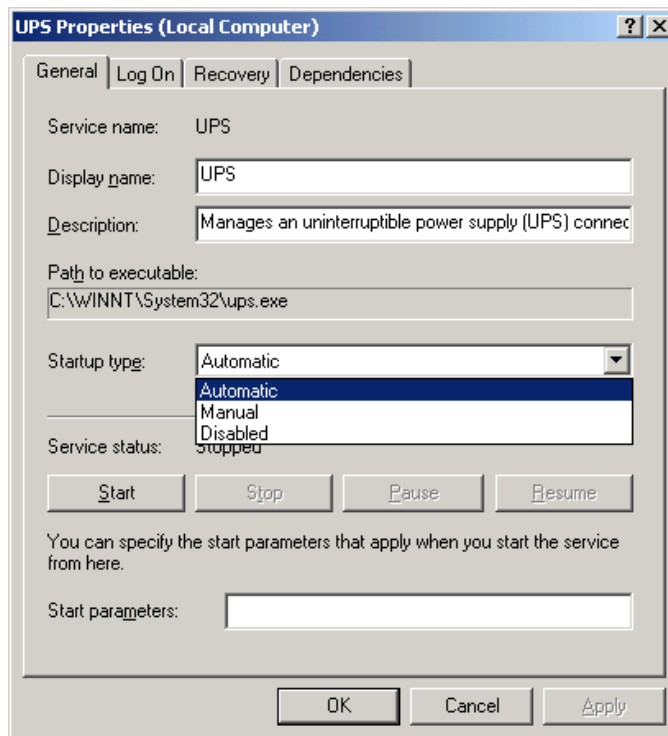 UPS Properties (Local Computer)
General Log On Recovery Dependencies
Service name: UPS
Display name: UPS
Description: Manages an uninterruptible power supply (UPS) connec
Path to executable:
C:\WINNT\System32\ups.exe
Startup type: Automatic
Automatic
Manual
Disabled
Service status: Stopped
Start Stop Pause Resume
You can specify the start parameters that apply when you start the service
from here.
Start parameters:
OK Cancel Apply